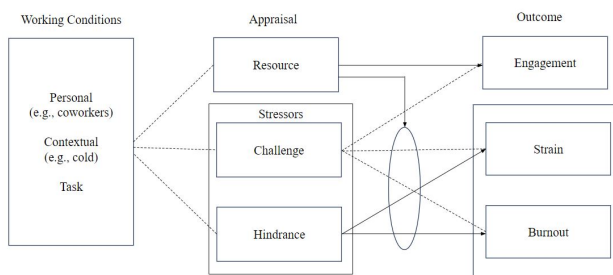 Working Conditions
Appraisal
Outcome
Personal
(e.g., coworkers)
Contextual
(e.g., cold)
Task
Resource
Stressors
Challenge
Hindrance
Engagement
Strain
Burnout